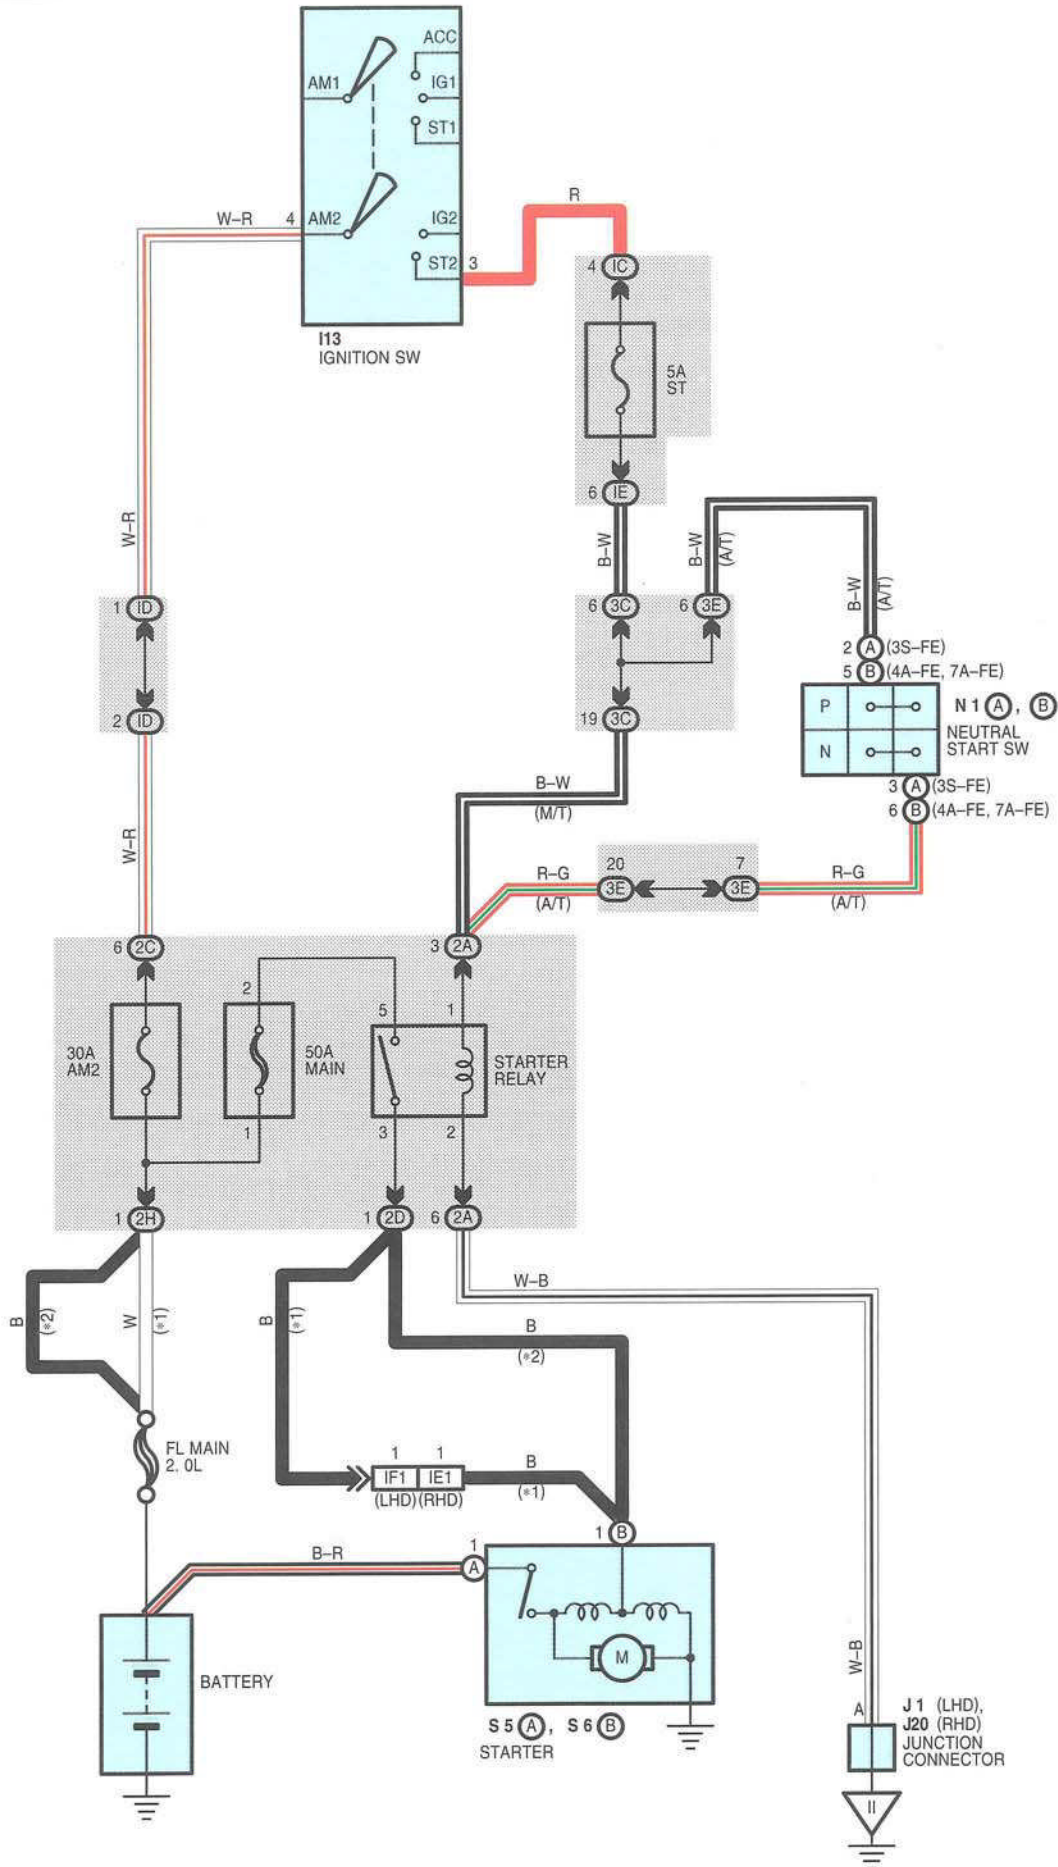 ACC
AM1
IG1
ST1
R
W–R
4
AM2
IG2
ST2
3
4
IC
I13
IGNITION SW
5A
ST
6
IE
W–R
B–W
B–W
(A/T)
B–W
(A/T)
1
ID
6
3C
6
3E
2
A
(3S–FE)
5
B
(4A–FE, 7A–FE)
2
ID
19
3C
P
N
N 1 A, B
NEUTRAL
START SW
3
A
(3S–FE)
6
B
(4A–FE, 7A–FE)
B–W
(M/T)
W–R
20
3E
7
3E
R–G
(A/T)
R–G
(A/T)
6
2C
3
2A
2
5
1
30A
AM2
50A
MAIN
STARTER
RELAY
1
3
2
1
2H
1
2D
6
2A
W–B
B
(*2)
W
(*1)
B
(*1)
B
(*2)
FL MAIN
2. 0L
1
1
IF1
IE1
(LHD)
(RHD)
B
(*1)
1
B
B–R
1
A
M
BATTERY
S 5 A, S 6 B
STARTER
W–B
A
J 1 (LHD),
J20 (RHD)
JUNCTION
CONNECTOR
II